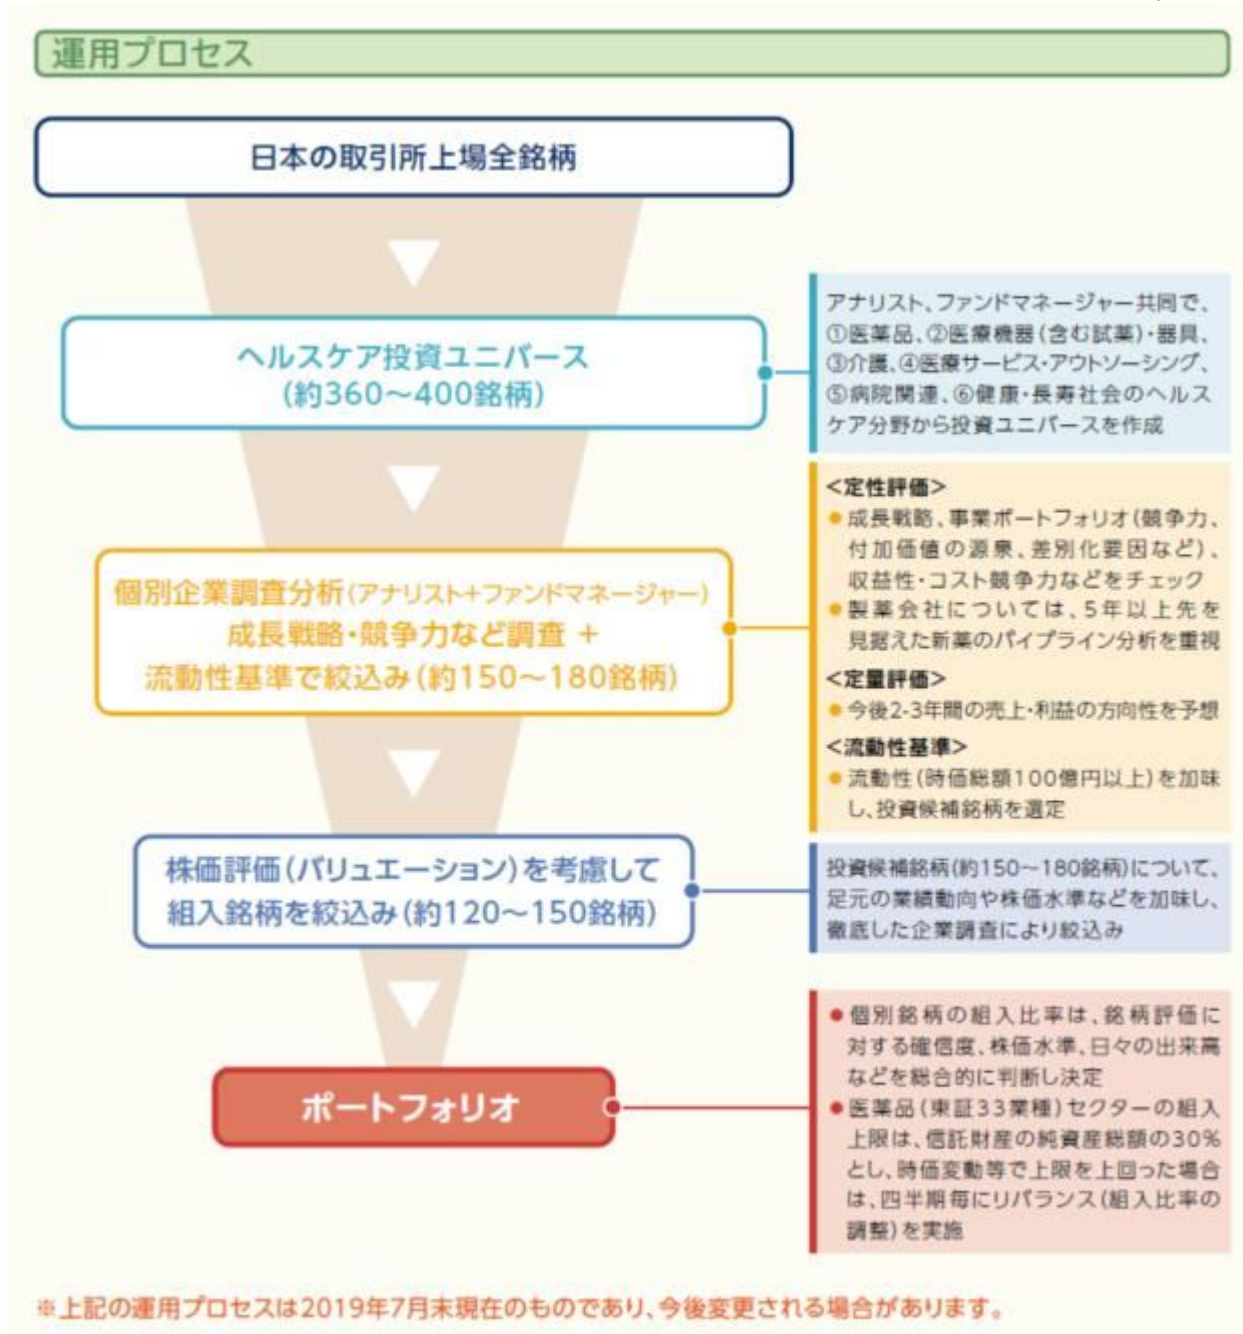 運用プロセス
日本の取引所上場全銘柄
ヘルスケア投資ユニバース
(約360～400銘柄)
アナリスト、ファンドマネージャー共同で、
①医薬品、②医療機器(含む試薬)・器具、
③介護、④医療サービス・アウトソーシング、
⑤病院関連、⑥健康・長寿社会のヘルス
ケア分野から投資ユニバースを作成
個別企業調査分析(アナリスト+ファンドマネージャー)
成長戦略・競争力など調査 +
流動性基準で絞込み(約150～180銘柄)
<定性評価>
●成長戦略、事業ポートフォリオ(競争力、
付加価値の源泉、差別化要因など)、
収益性・コスト競争力などをチェック
●製薬会社については、5年以上先を
見据えた新薬のパイプライン分析を重視
<定量評価>
●今後2-3年間の売上・利益の方向性を予想
<流動性基準>
●流動性(時価総額100億円以上)を加味
し、投資候補銘柄を選定
株価評価(バリュエーション)を考慮して
組入銘柄を絞込み(約120～150銘柄)
投資候補銘柄(約150～180銘柄)について、
足元の業績動向や株価水準などを加味し、
徹底した企業調査により絞込み
ポートフォリオ
●個別銘柄の組入比率は、銘柄評価に
対する確信度、株価水準、日々の出来高
などを総合的に判断し決定
●医薬品(東証33業種)セクターの組入
上限は、信託財産の純資産総額の30%
とし、時価変動等で上限を上回った場合
は、四半期毎にリバランス(組入比率の
調整)を実施
※上記の運用プロセスは2019年7月末現在のものであり、今後変更される場合があります。